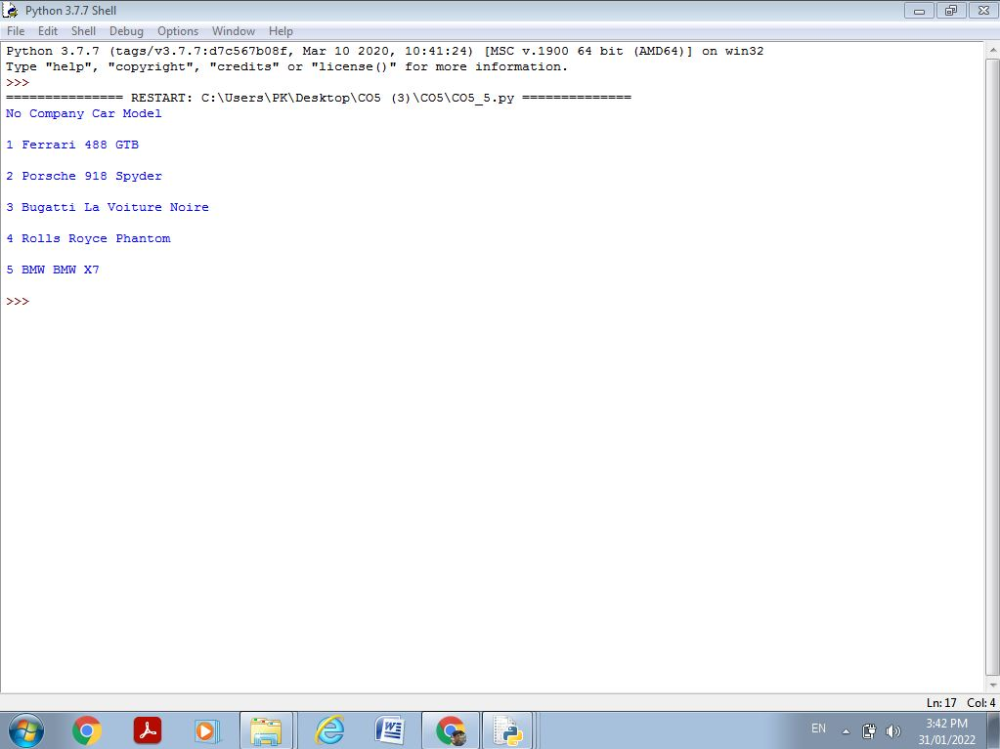 Python 3.7.7 Shell
File Edit Shell Debug Options Window Help
Python 3.7.7 (tags/v3.7.7:d7c567b08f, Mar 10 2020, 10:41:24) [MSC v.1900 64 bit (AMD64)] on win32
Type "help", "copyright", "credits" or "license()" for more information.
>>>
=============== RESTART: C:\Users\PK\Desktop\CO5 (3)\CO5\CO5_5.py ==============
No Company Car Model
1 Ferrari 488 GTB
2 Porsche 918 Spyder
3 Bugatti La Voiture Noire
4 Rolls Royce Phantom
5 BMW BMW X7
>>>
Ln: 17 Col: 4
EN
3:42 PM
31/01/2022